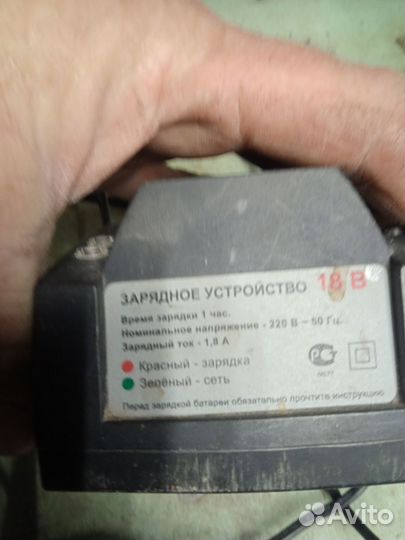 ЗАРЯДНОЕ УСТРОЙСТВО 18 В
Время зарядки 1 час.
Номинальное напряжение - 220 В ~ 50 Гц.
Зарядный ток - 1,8 А
Красный - зарядка
Зелёный - сеть
Перед зарядкой батареи обязательно прочтите инструкцию
Avito